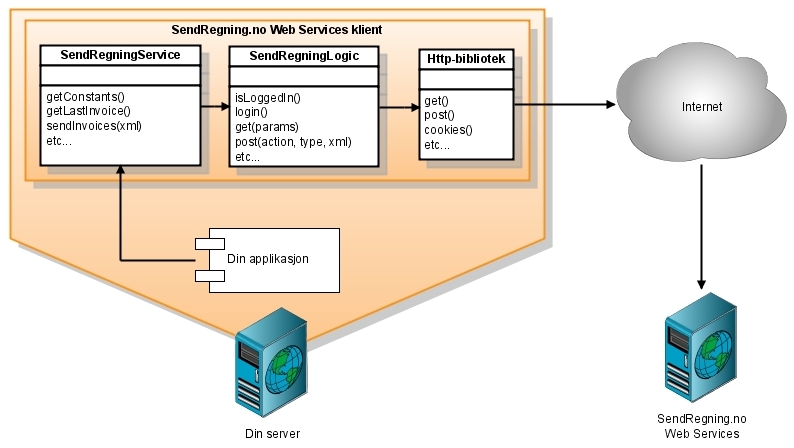 SendRegning.no Web Services klient
SendRegningService
getConstants()
getLastInvoice()
sendInvoices(xml)
etc...
SendRegningLogic
isLoggedIn()
login()
get(params)
post(action, type, xml)
etc...
Http-bibliotek
get()
post()
cookies()
etc...
Internet
Din applikasjon
Din server
SendRegning.no
Web Services